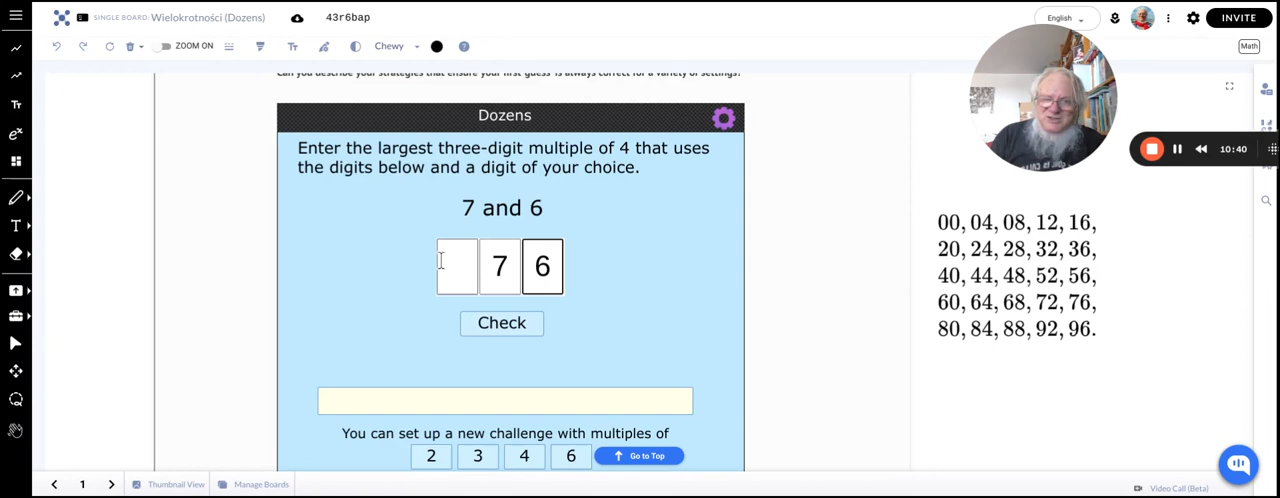 SINGLE BOARD: Wielokrotności (Dozens)
43r6bap
English
INVITE
ZOOM ON
Chewy
Math
Can you describe your strategies that ensure your first guess is always correct for a variety of settings?
Dozens
Enter the largest three-digit multiple of 4 that uses
the digits below and a digit of your choice.
7 and 6
7 6
Check
You can set up a new challenge with multiples of
2 3 4 6
Go to Top
10:40
00, 04, 08, 12, 16,
20, 24, 28, 32, 36,
40, 44, 48, 52, 56,
60, 64, 68, 72, 76,
80, 84, 88, 92, 96.
1
Thumbnail View
Manage Boards
Video Call (Beta)